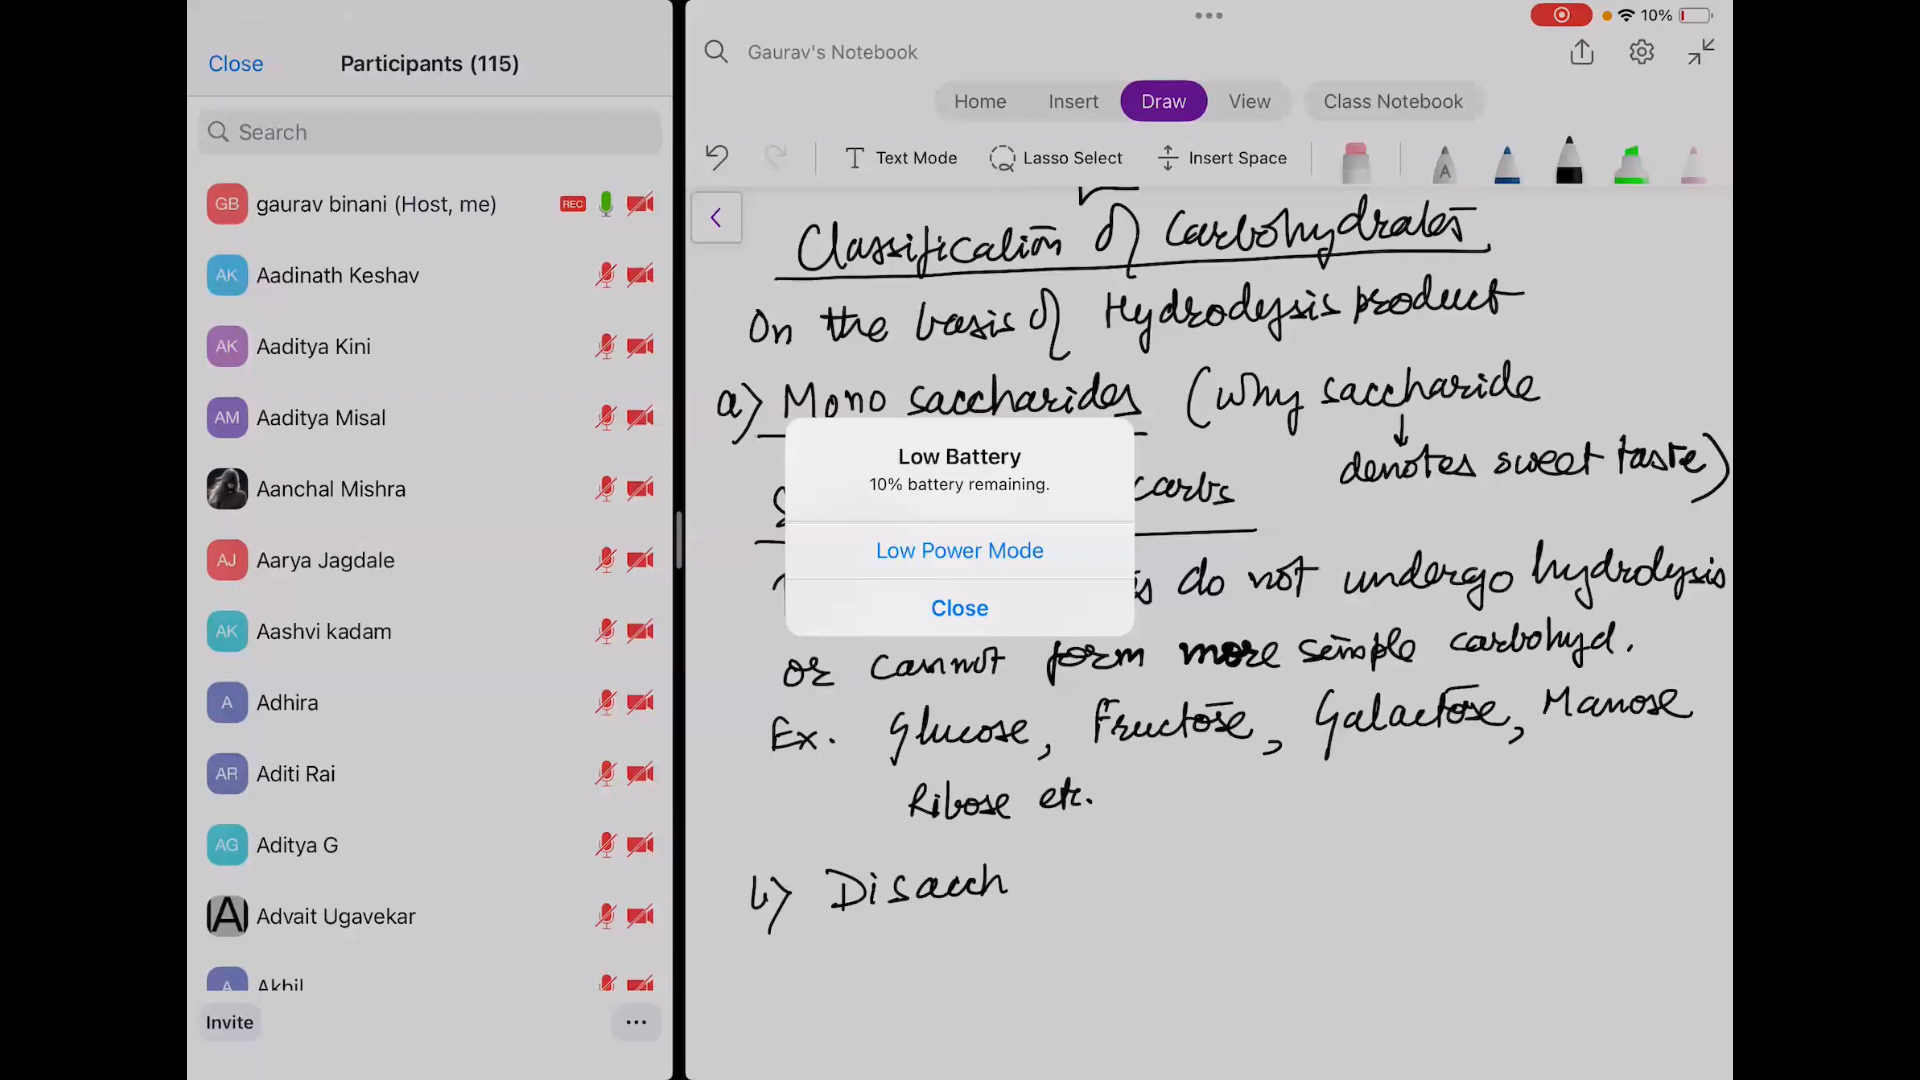 10%
Close
Participants (115)
Search
GB gaurav binani (Host, me) REC
AK Aadinath Keshav
AK Aaditya Kini
AM Aaditya Misal
Aanchal Mishra
AJ Aarya Jagdale
AK Aashvi kadam
A Adhira
AR Aditi Rai
AG Aditya G
A Advait Ugavekar
A Akhil
Invite
Gaurav's Notebook
Home Insert Draw View Class Notebook
Text Mode Lasso Select Insert Space A
Classification of Carbohydrates
On the basis of Hydrodysis product
a) Mono saccharides (Why saccharide
denotes sweet taste)
carbs
do not undergo hydrolysis
or cannot form more simple carbohyd.
Ex. Glucose, Fructose, Galactose, Manose
Ribose etc.
b) Disacch
Low Battery
10% battery remaining.
Low Power Mode
Close